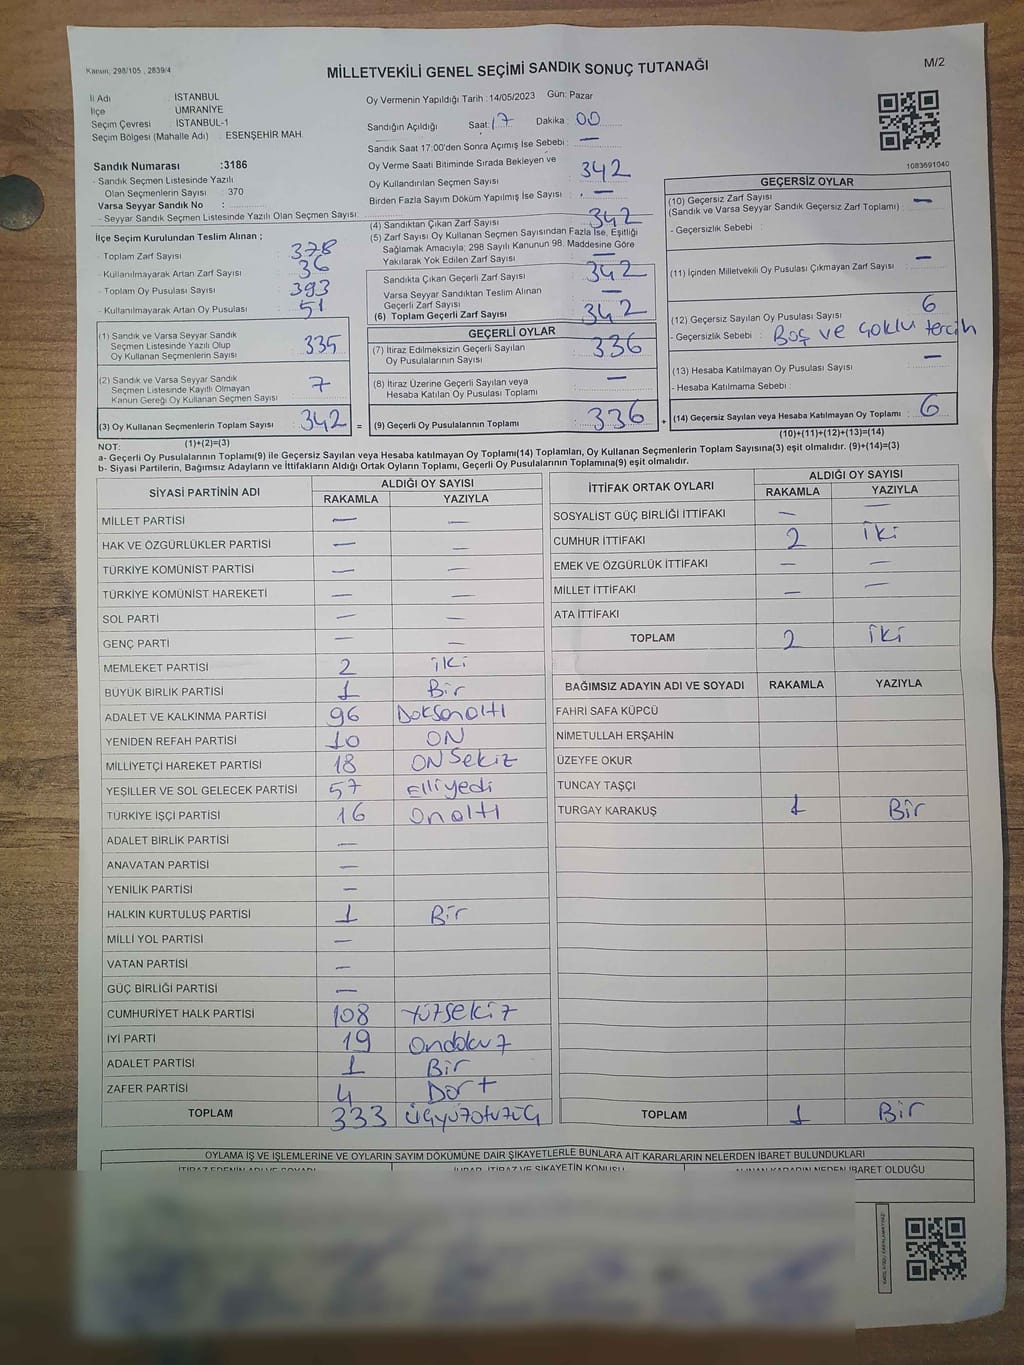 Kanun, 298/105 , 2839/4
MİLLETVEKİLİ GENEL SEÇİMİ SANDIK SONUÇ TUTANAĞI
M/2
İl Adı : İSTANBUL
İlçe : ÜMRANİYE
Seçim Çevresi : İSTANBUL-1
Seçim Bölgesi (Mahalle Adı) : ESENŞEHİR MAH.
Oy Vermenin Yapıldığı Tarih :14/05/2023 Gün: Pazar
Sandığın Açıldığı Saat: 17 Dakika : 00
Sandık Saat 17:00'den Sonra Açımış İse Sebebi : —
Oy Verme Saati Bitiminde Sırada Bekleyen ve
Oy Kullandırılan Seçmen Sayısı : 342
Birden Fazla Sayım Döküm Yapılmış İse Sayısı : —
1083691040
Sandık Numarası :3186
- Sandık Seçmen Listesinde Yazılı
Olan Seçmenlerin Sayısı : 370
Varsa Seyyar Sandık No :
- Seyyar Sandık Seçmen Listesinde Yazılı Olan Seçmen Sayısı:
İlçe Seçim Kurulundan Teslim Alınan ;
- Toplam Zarf Sayısı : 378
- Kullanılmayarak Artan Zarf Sayısı : 36
- Toplam Oy Pusulası Sayısı : 393
- Kullanılmayarak Artan Oy Pusulası : 51
(1) Sandık ve Varsa Seyyar Sandık
Seçmen Listesinde Yazılı Olup
Oy Kullanan Seçmenlerin Sayısı : 335
(2) Sandık ve Varsa Seyyar Sandık
Seçmen Listesinde Kayıtlı Olmayan
Kanun Gereği Oy Kullanan Seçmen Sayısı : 7
(3) Oy Kullanan Seçmenlerin Toplam Sayısı : 342
(1)+(2)=(3)
(4) Sandıktan Çıkan Zarf Sayısı : 342
(5) Zarf Sayısı Oy Kullanan Seçmen Sayısından Fazla İse, Eşitliği
Sağlamak Amacıyla; 298 Sayılı Kanunun 98. Maddesine Göre
Yakılarak Yok Edilen Zarf Sayısı : —
Sandıkta Çıkan Geçerli Zarf Sayısı : 342
Varsa Seyyar Sandıktan Teslim Alınan
Geçerli Zarf Sayısı : —
(6) Toplam Geçerli Zarf Sayısı : 342
GEÇERLİ OYLAR
(7) İtiraz Edilmeksizin Geçerli Sayılan
Oy Pusulalarının Sayısı : 336
(8) İtiraz Üzerine Geçerli Sayılan veya
Hesaba Katılan Oy Pusulası Toplamı : —
= (9) Geçerli Oy Pusulalarının Toplamı : 336
GEÇERSİZ OYLAR
(10) Geçersiz Zarf Sayısı
(Sandık ve Varsa Seyyar Sandık Geçersiz Zarf Toplamı) : —
- Geçersizlik Sebebi :
(11) İçinden Milletvekili Oy Pusulası Çıkmayan Zarf Sayısı : —
(12) Geçersiz Sayılan Oy Pusulası Sayısı : 6
- Geçersizlik Sebebi : Boş ve çoklu tercih
(13) Hesaba Katılmayan Oy Pusulası Sayısı : —
- Hesaba Katılmama Sebebi :
+ (14) Geçersiz Sayılan veya Hesaba Katılmayan Oy Toplamı : 6
(10)+(11)+(12)+(13)=(14)
NOT:
a- Geçerli Oy Pusulalarının Toplamı(9) ile Geçersiz Sayılan veya Hesaba katılmayan Oy Toplamı(14) Toplamları, Oy Kullanan Seçmenlerin Toplam Sayısına(3) eşit olmalıdır. (9)+(14)=(3)
b- Siyasi Partilerin, Bağımsız Adayların ve İttifakların Aldığı Ortak Oyların Toplamı, Geçerli Oy Pusulalarının Toplamına(9) eşit olmalıdır.
SİYASİ PARTİNİN ADI ALDIĞI OY SAYISI
RAKAMLA YAZIYLA
MİLLET PARTİSİ — —
HAK VE ÖZGÜRLÜKLER PARTİSİ — —
TÜRKİYE KOMÜNİST PARTİSİ — —
TÜRKİYE KOMÜNİST HAREKETİ — —
SOL PARTİ — —
GENÇ PARTİ — —
MEMLEKET PARTİSİ 2 iki
BÜYÜK BİRLİK PARTİSİ 1 Bir
ADALET VE KALKINMA PARTİSİ 96 Doksanaltı
YENİDEN REFAH PARTİSİ 10 ON
MİLLİYETÇİ HAREKET PARTİSİ 18 ONSekiz
YEŞİLLER VE SOL GELECEK PARTİSİ 57 Elliyedi
TÜRKİYE İŞÇİ PARTİSİ 16 Onaltı
ADALET BİRLİK PARTİSİ —
ANAVATAN PARTİSİ —
YENİLİK PARTİSİ —
HALKIN KURTULUŞ PARTİSİ 1 Bir
MİLLİ YOL PARTİSİ —
VATAN PARTİSİ —
GÜÇ BİRLİĞİ PARTİSİ —
CUMHURİYET HALK PARTİSİ 108 Yüzsekiz
İYİ PARTİ 19 Ondokuz
ADALET PARTİSİ 1 Bir
ZAFER PARTİSİ 4 Dört
TOPLAM 333 Üçyüzotuzüç
İTTİFAK ORTAK OYLARI ALDIĞI OY SAYISI
RAKAMLA YAZIYLA
SOSYALİST GÜÇ BİRLİĞİ İTTİFAKI — —
CUMHUR İTTİFAKI 2 iki
EMEK VE ÖZGÜRLÜK İTTİFAKI — —
MİLLET İTTİFAKI — —
ATA İTTİFAKI
TOPLAM 2 iki
BAĞIMSIZ ADAYIN ADI VE SOYADI RAKAMLA YAZIYLA
FAHRİ SAFA KÜPCÜ
NİMETULLAH ERŞAHİN
ÜZEYFE OKUR
TUNCAY TAŞÇI
TURGAY KARAKUŞ 1 Bir
TOPLAM 1 Bir
OYLAMA İŞ VE İŞLEMLERİNE VE OYLARIN SAYIM DÖKÜMÜNE DAİR ŞİKAYETLERLE BUNLARA AİT KARARLARIN NELERDEN İBARET BULUNDUKLARI
İTİRAZ EDENİN ADI VE SOYADI İHBAR, İTİRAZ VE ŞİKAYETİN KONUSU ALINAN KARARIN NEDEN İBARET OLDUĞU